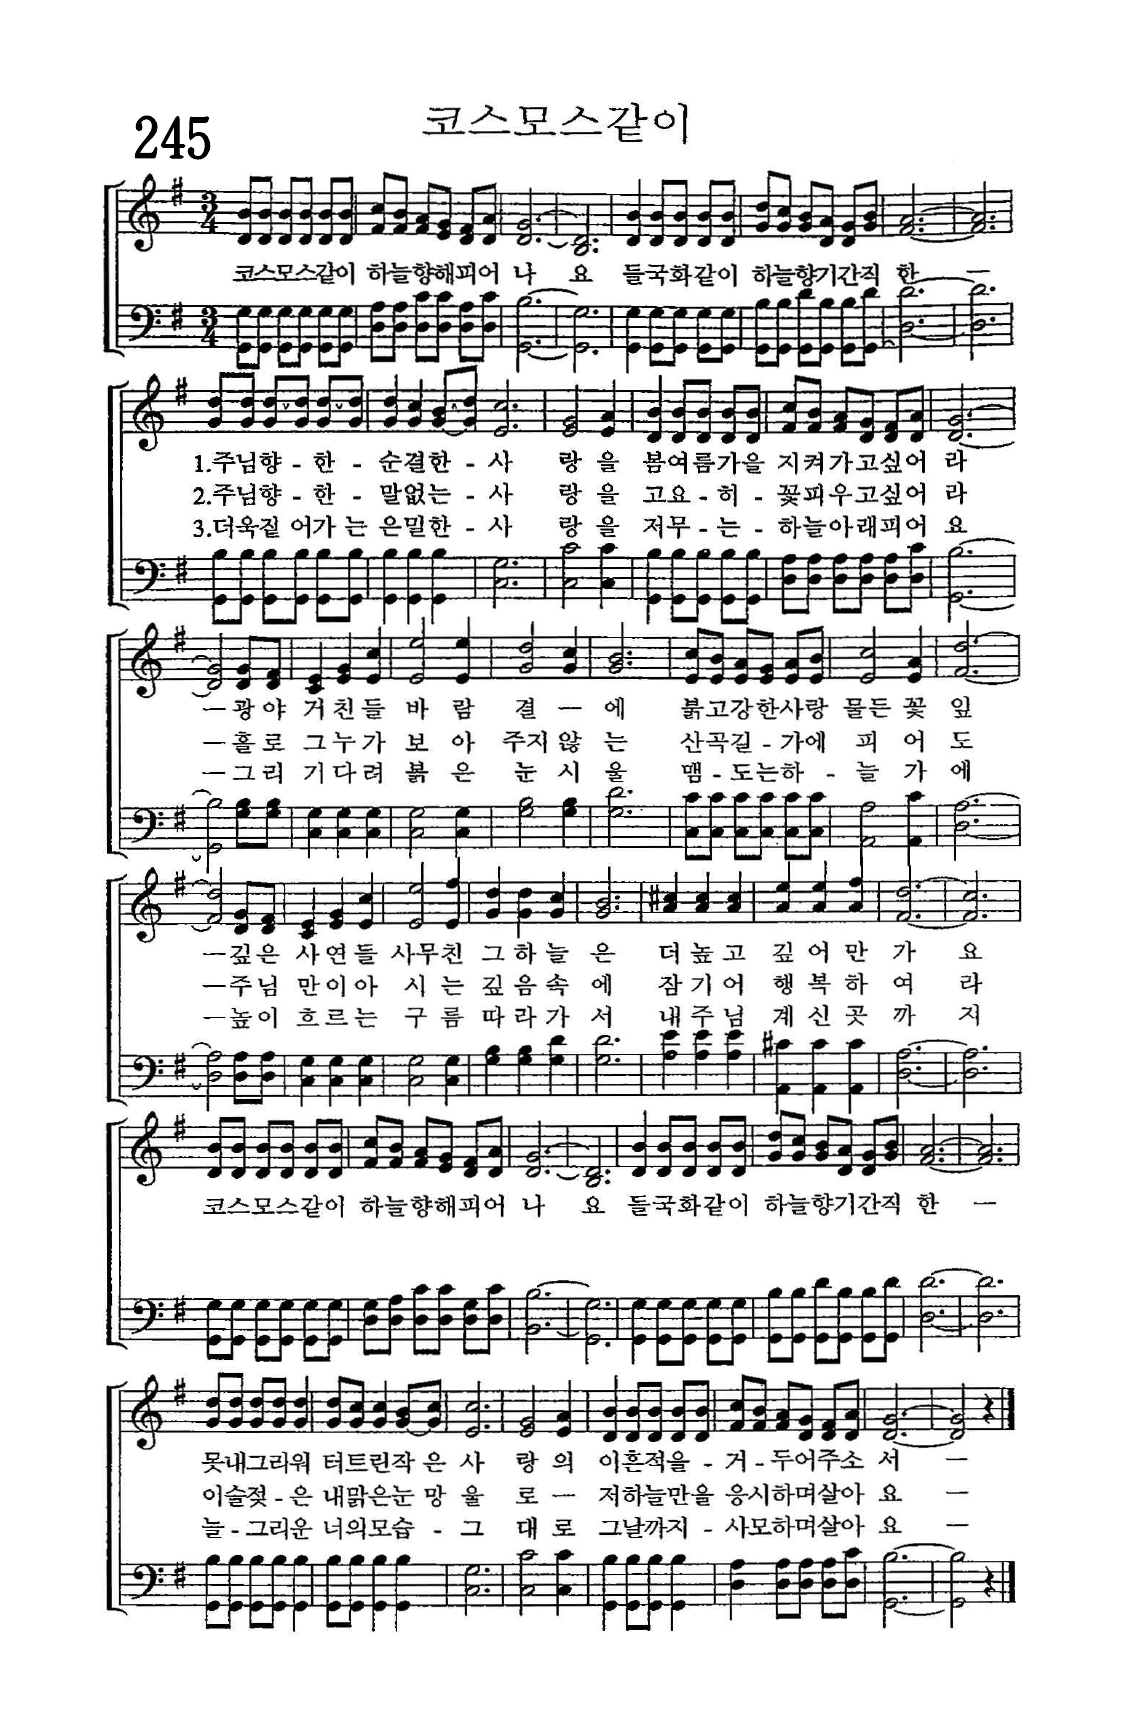 245
코스모스같이
코스모스같이 하늘향해피어 나 요 들국화같이 하늘향기간직 한 ー
1.주님향 - 한 - 순결한 - 사 랑 을 봄여름가을 지켜가고싶어 라
2.주님향 - 한 - 말없는 - 사 랑 을 고요 - 히 - 꽃피우고싶어 라
3.더욱짙 어가 는 은밀한 - 사 랑 을 저무 - 는 - 하늘아래피어 요
ー 광 야 거 친 들 바 람 결 ー 에 붉고강한사랑 물든 꽃 잎
ー 홀 로 그 누 가 보 아 주지 않 는 산곡길 - 가에 피 어 도
ー 그 리 기 다 려 붉 은 눈 시 울 맴 - 도는하 - 늘 가 에
ー 깊은 사 연 들 사무친 그 하 늘 은 더 높 고 깊 어 만 가 요
ー 주님 만 이 아 시 는 깊 음 속 에 잠 기 어 행 복 하 여 라
ー 높이 흐 르 는 구 름 따 라 가 서 내 주 님 계 신 곳 까 지
코스모스같이 하늘향해피어 나 요 들국화같이 하늘향기간직 한 ー
못내그리워 터트린작 은 사 랑 의 이흔적을 - 거 - 두어주소 서 ー
이슬젖 - 은 내맑은눈 망 울 로 ー 저하늘만을 응시하며살아 요 ー
늘 - 그리운 너의모습 - 그 대 로 그날까지 - 사모하며살아 요 ー